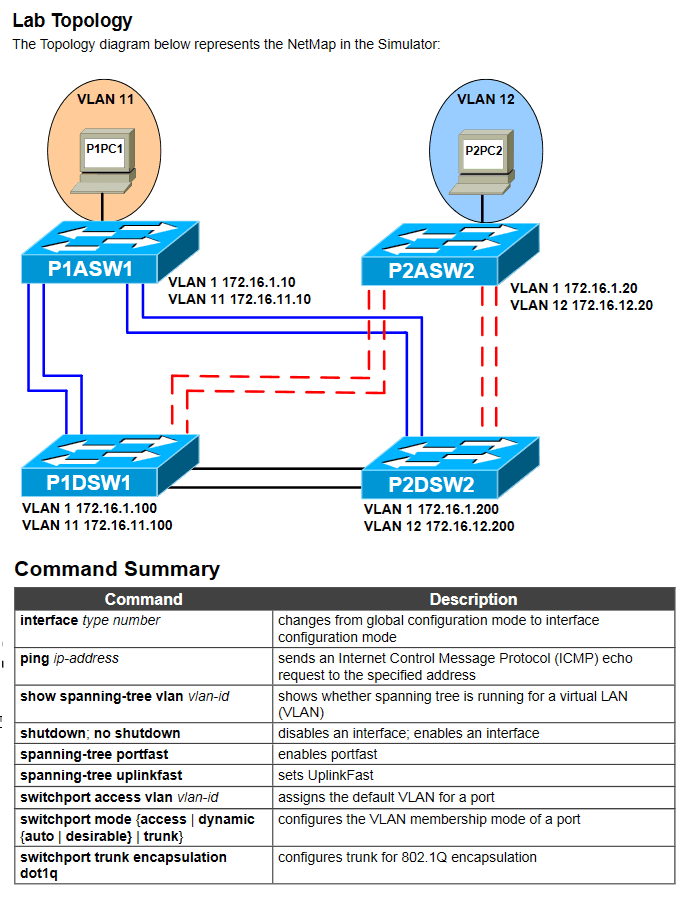 Lab Topology
The Topology diagram below represents the NetMap in the Simulator:
VLAN 11
P1PC1
VLAN 12
P2PC2
P1ASW1
VLAN 1 172.16.1.10
VLAN 11 172.16.11.10
P2ASW2
VLAN 1 172.16.1.20
VLAN 12 172.16.12.20
P1DSW1
VLAN 1 172.16.1.100
VLAN 11 172.16.11.100
P2DSW2
VLAN 1 172.16.1.200
VLAN 12 172.16.12.200
Command Summary
Command Description
interface type number changes from global configuration mode to interface
configuration mode
ping ip-address sends an Internet Control Message Protocol (ICMP) echo
request to the specified address
show spanning-tree vlan vlan-id shows whether spanning tree is running for a virtual LAN
(VLAN)
shutdown; no shutdown disables an interface; enables an interface
spanning-tree portfast enables portfast
spanning-tree uplinkfast sets UplinkFast
switchport access vlan vlan-id assigns the default VLAN for a port
switchport mode {access | dynamic configures the VLAN membership mode of a port
{auto | desirable} | trunk}
switchport trunk encapsulation configures trunk for 802.1Q encapsulation
dot1q